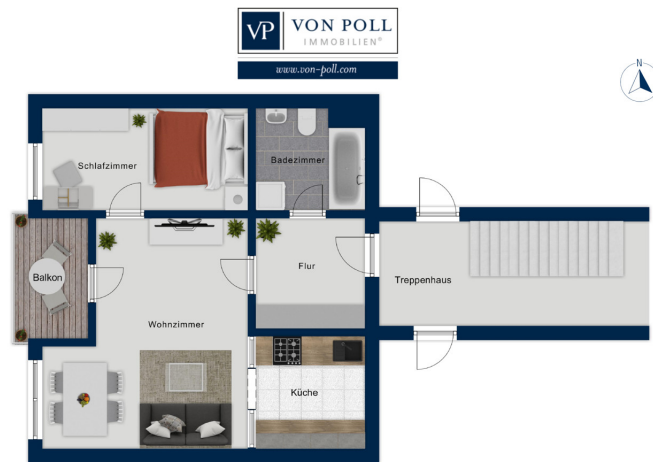 VP VON POLL
IMMOBILIEN®
www.von-poll.com
N
Schlafzimmer
Badezimmer
Balkon
Wohnzimmer
Flur
Treppenhaus
Küche